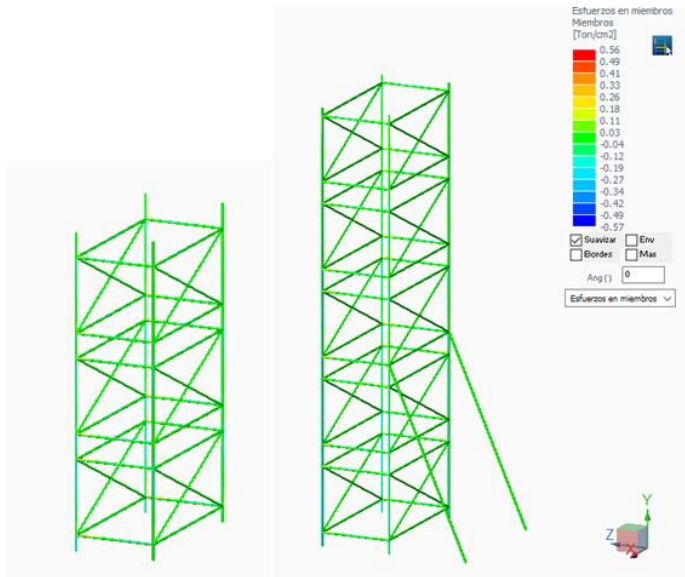 Esfuerzos en miembros
Miembros
[Ton/cm2]
0.56
0.49
0.41
0.33
0.26
0.18
0.11
0.03
-0.04
-0.12
-0.19
-0.27
-0.34
-0.42
-0.49
-0.57
Suavizar Env
Bordes Max
Ang (') 0
Esfuerzos en miembros
Y
Z
X